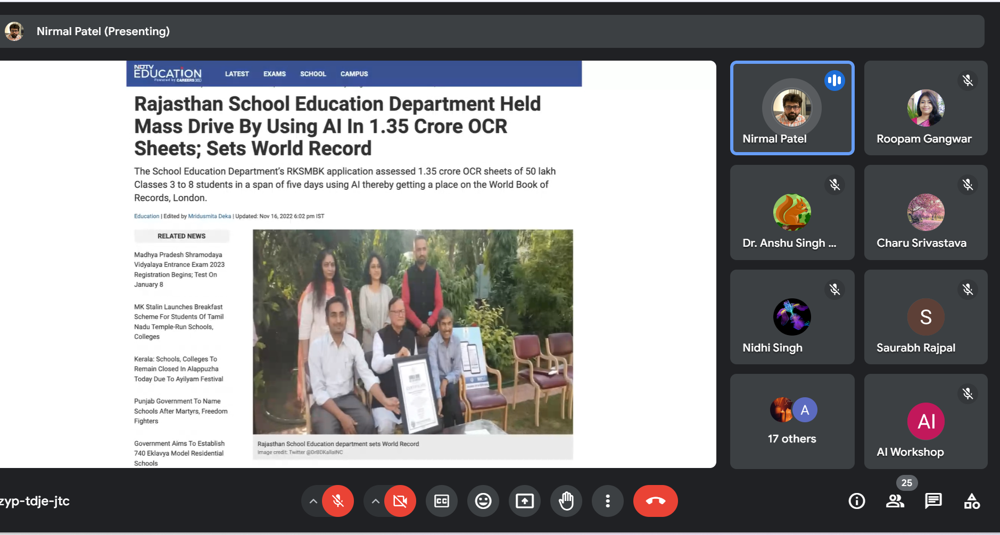 Nirmal Patel (Presenting)
NDTV
EDUCATION
Powered by CAREERS360
LATEST EXAMS SCHOOL CAMPUS
Rajasthan School Education Department Held
Mass Drive By Using AI In 1.35 Crore OCR
Sheets; Sets World Record
The School Education Department's RKSMBK application assessed 1.35 crore OCR sheets of 50 lakh
Classes 3 to 8 students in a span of five days using AI thereby getting a place on the World Book of
Records, London.
Education | Edited by Mridusmita Deka | Updated: Nov 16, 2022 6:02 pm IST
RELATED NEWS
Madhya Pradesh Shramodaya
Vidyalaya Entrance Exam 2023
Registration Begins; Test On
January 8
MK Stalin Launches Breakfast
Scheme For Students Of Tamil
Nadu Temple-Run Schools,
Colleges
Kerala: Schools, Colleges To
Remain Closed In Alappuzha
Today Due To Ayilyam Festival
Punjab Government To Name
Schools After Martyrs, Freedom
Fighters
Government Aims To Establish
740 Eklavya Model Residential
Schools
Rajasthan School Education department sets World Record
Image credit: Twitter @DrBDKallaINC
Nirmal Patel
Roopam Gangwar
Dr. Anshu Singh ...
Charu Srivastava
Nidhi Singh
S
Saurabh Rajpal
A
17 others
AI
AI Workshop
zyp-tdje-jtc
CC
25